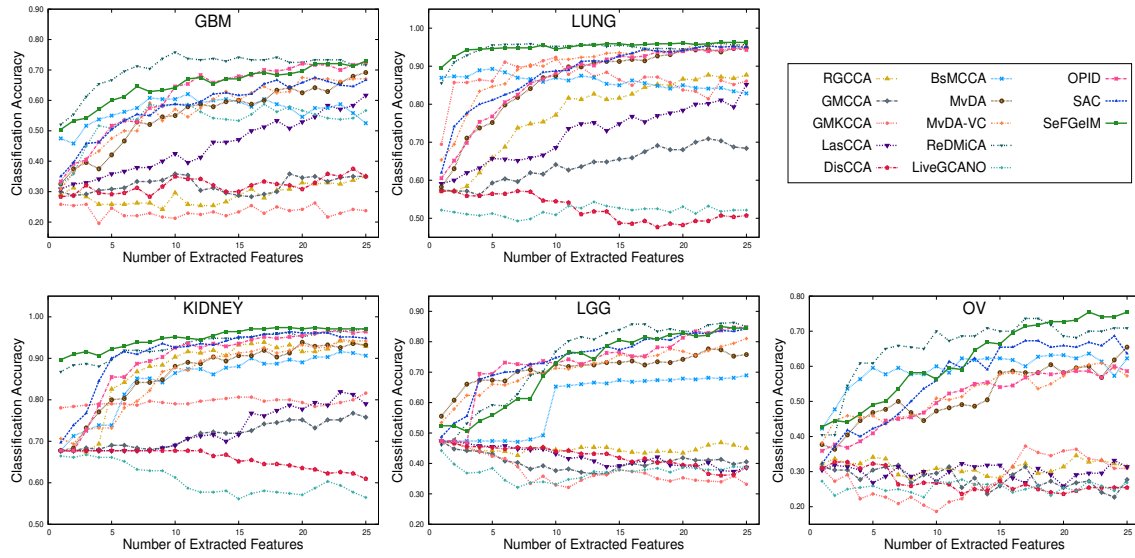 GBM
Classification Accuracy
0.90
0.80
0.70
0.60
0.50
0.40
0.30
0.20
0 5 10 15 20 25
Number of Extracted Features
LUNG
Classification Accuracy
1.00
0.90
0.80
0.70
0.60
0.50
0 5 10 15 20 25
Number of Extracted Features
RGCCA BsMCCA OPID
GMCCA MvDA SAC
GMKCCA MvDA-VC SeFGeIM
LasCCA ReDMiCA
DisCCA LiveGCANO
KIDNEY
Classification Accuracy
1.00
0.90
0.80
0.70
0.60
0.50
0 5 10 15 20 25
Number of Extracted Features
LGG
Classification Accuracy
1.00
0.90
0.80
0.70
0.60
0.50
0.40
0.30
0.20
0 5 10 15 20 25
Number of Extracted Features
OV
Classification Accuracy
0.80
0.70
0.60
0.50
0.40
0.30
0.20
0 5 10 15 20 25
Number of Extracted Features